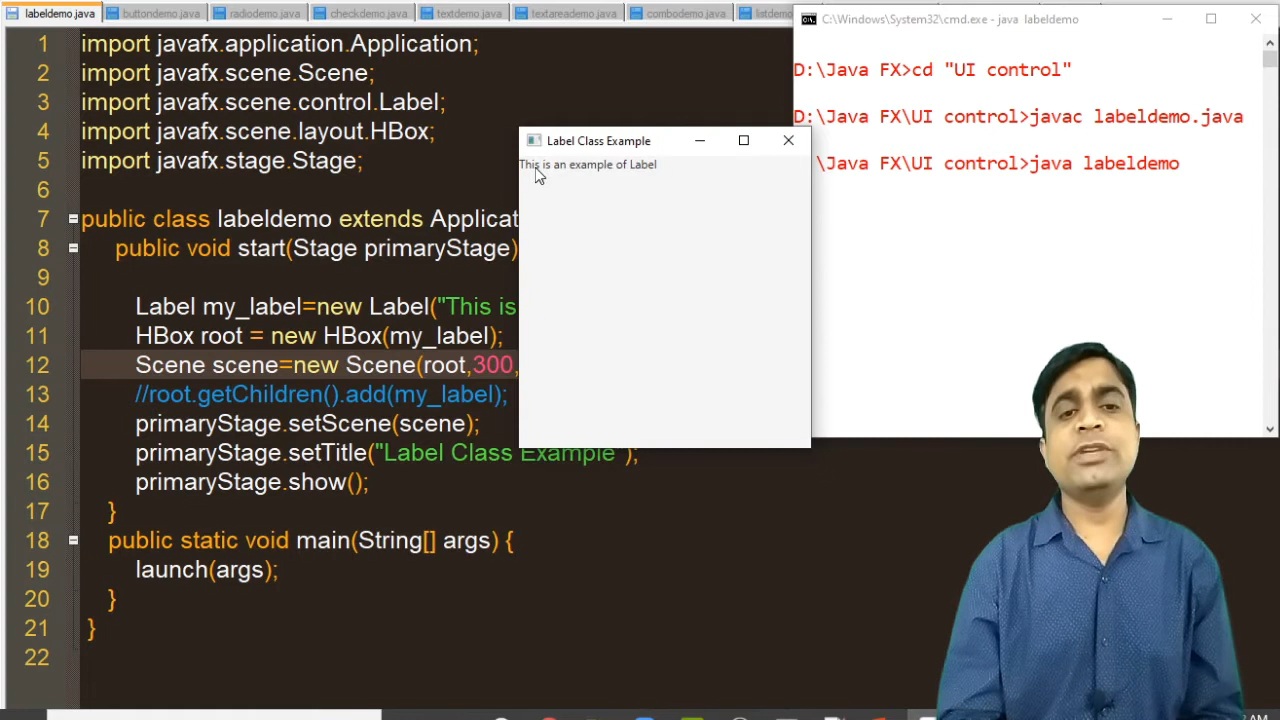 labeldemo.java buttondemo.java radiodemo.java checkdemo.java textdemo.java textareademo.java combodemo.java
C:\Windows\System32\cmd.exe - java labeldemo
1 import javafx.application.Application;
2 import javafx.scene.Scene;
3 import javafx.scene.control.Label;
4 import javafx.scene.layout.HBox;
5 import javafx.stage.Stage;
6
7 public class labeldemo extends Applicat
8 public void start(Stage primaryStage)
9
10 Label my_label=new Label("This is
11 HBox root = new HBox(my_label);
12 Scene scene=new Scene(root,300,
13 //root.getChildren().add(my_label);
14 primaryStage.setScene(scene);
15 primaryStage.setTitle("Label Class Example");
16 primaryStage.show();
17 }
18 public static void main(String[] args) {
19 launch(args);
20 }
21 }
22
D:\Java FX>cd "UI control"
D:\Java FX\UI control>javac labeldemo.java
\Java FX\UI control>java labeldemo
Label Class Example
This is an example of Label